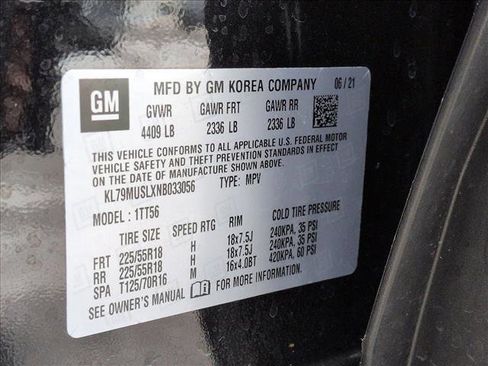 GM
MFD BY GM KOREA COMPANY 06/21
GVWR GAWR FRT GAWR RR
4409 LB 2336 LB 2336 LB
THIS VEHICLE CONFORMS TO ALL APPLICABLE U.S. FEDERAL MOTOR
VEHICLE SAFETY AND THEFT PREVENTION STANDARDS IN EFFECT
ON THE DATE OF MANUFACTURE SHOWN ABOVE.
KL79MUSLXNB033056 TYPE: MPV
MODEL: 1TT56
TIRE SIZE SPEED RTG RIM COLD TIRE PRESSURE
FRT 225/55R18 H 18x7.5J 240KPA, 35 PSI
RR 225/55R18 H 18x7.5J 240KPA, 35 PSI
SPA T125/70R16 M 16x4.0BT 420KPA, 60 PSI
SEE OWNER'S MANUAL FOR MORE INFORMATION